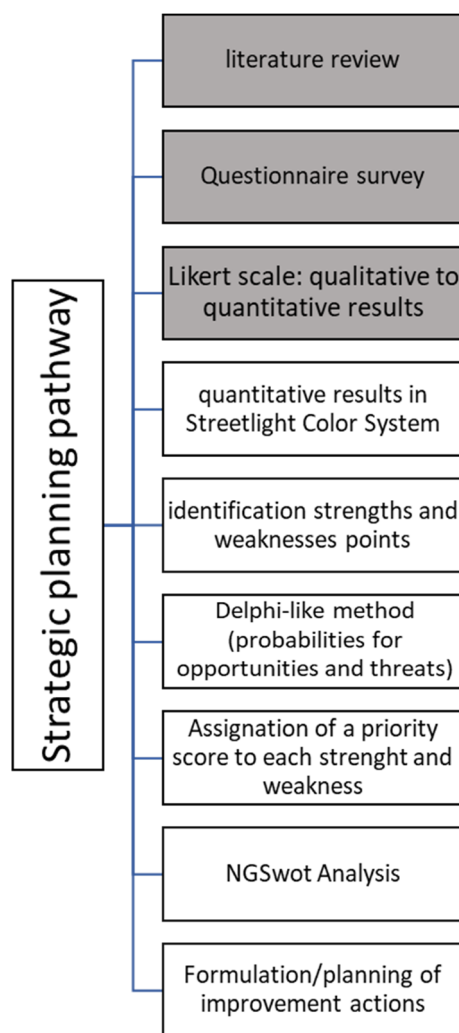 Strategic planning pathway
literature review
Questionnaire survey
Likert scale: qualitative to
quantitative results
quantitative results in
Streetlight Color System
identification strengths and
weaknesses points
Delphi-like method
(probabilities for
opportunities and threats)
Assignation of a priority
score to each strenght and
weakness
NGSwot Analysis
Formulation/planning of
improvement actions